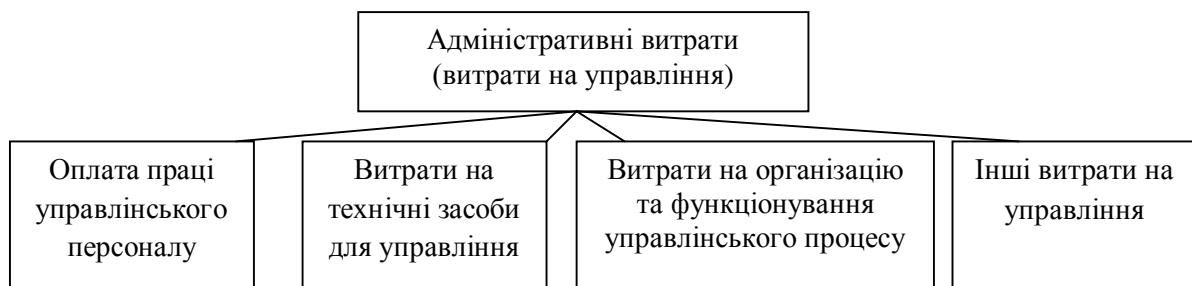 Адміністративні витрати
(витрати на управління)
Оплата праці
управлінського
персоналу
Витрати на
технічні засоби
для управління
Витрати на організацію
та функціонування
управлінського процесу
Інші витрати на
управління